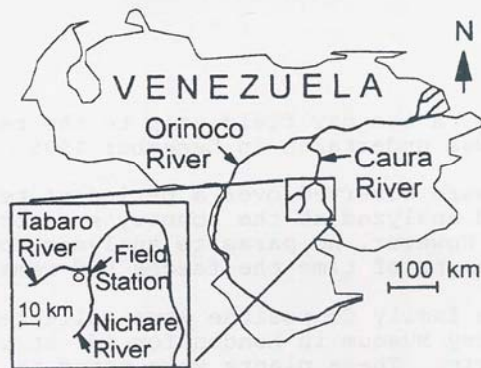 N
VENEZUELA
Orinoco
River
Caura
River
Tabaro
River
Field
Station
10 km
Nichare
River
100 km